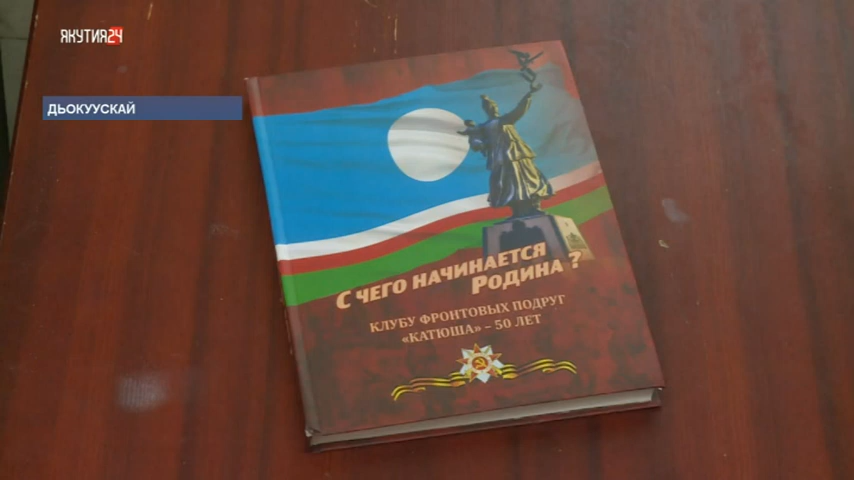 ЯКУТИЯ24
ДЬОКУУСКАЙ
С ЧЕГО НАЧИНАЕТСЯ
РОДИНА?
КЛУБУ ФРОНТОВЫХ ПОДРУГ
«КАТЮША» – 50 ЛЕТ